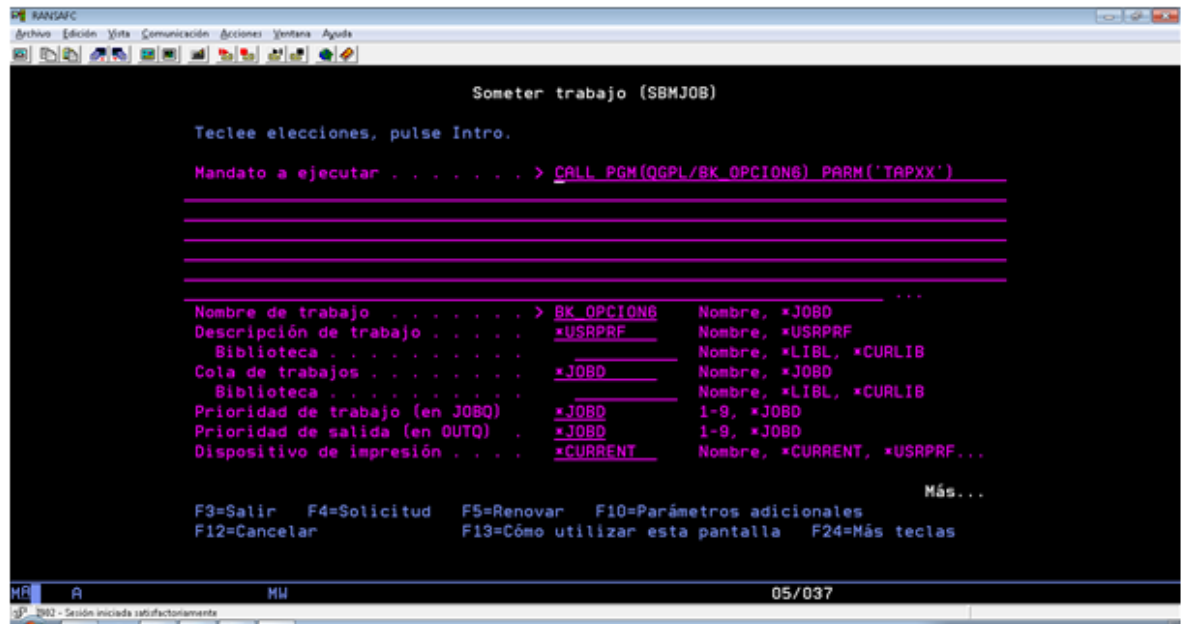 RANSAFC
Archivo Edición Vista Comunicación Acciones Ventana Ayuda
Someter trabajo (SBMJOB)
Teclee elecciones, pulse Intro.
Mandato a ejecutar . . . . . . . > CALL PGM(QGPL/BK_OPCION6) PARM('TAPXX')
...
Nombre de trabajo . . . . . . . > BK_OPCION6 Nombre, *JOBD
Descripción de trabajo . . . . . *USRPRF Nombre, *USRPRF
Biblioteca . . . . . . . . . . Nombre, *LIBL, *CURLIB
Cola de trabajos . . . . . . . . *JOBD Nombre, *JOBD
Biblioteca . . . . . . . . . . Nombre, *LIBL, *CURLIB
Prioridad de trabajo (en JOBQ) *JOBD 1-9, *JOBD
Prioridad de salida (en OUTQ) . *JOBD 1-9, *JOBD
Dispositivo de impresión . . . . *CURRENT Nombre, *CURRENT, *USRPRF...
Más...
F3=Salir F4=Solicitud F5=Renovar F10=Parámetros adicionales
F12=Cancelar F13=Cómo utilizar esta pantalla F24=Más teclas
MA A MW 05/037
I902 - Sesión iniciada satisfactoriamente